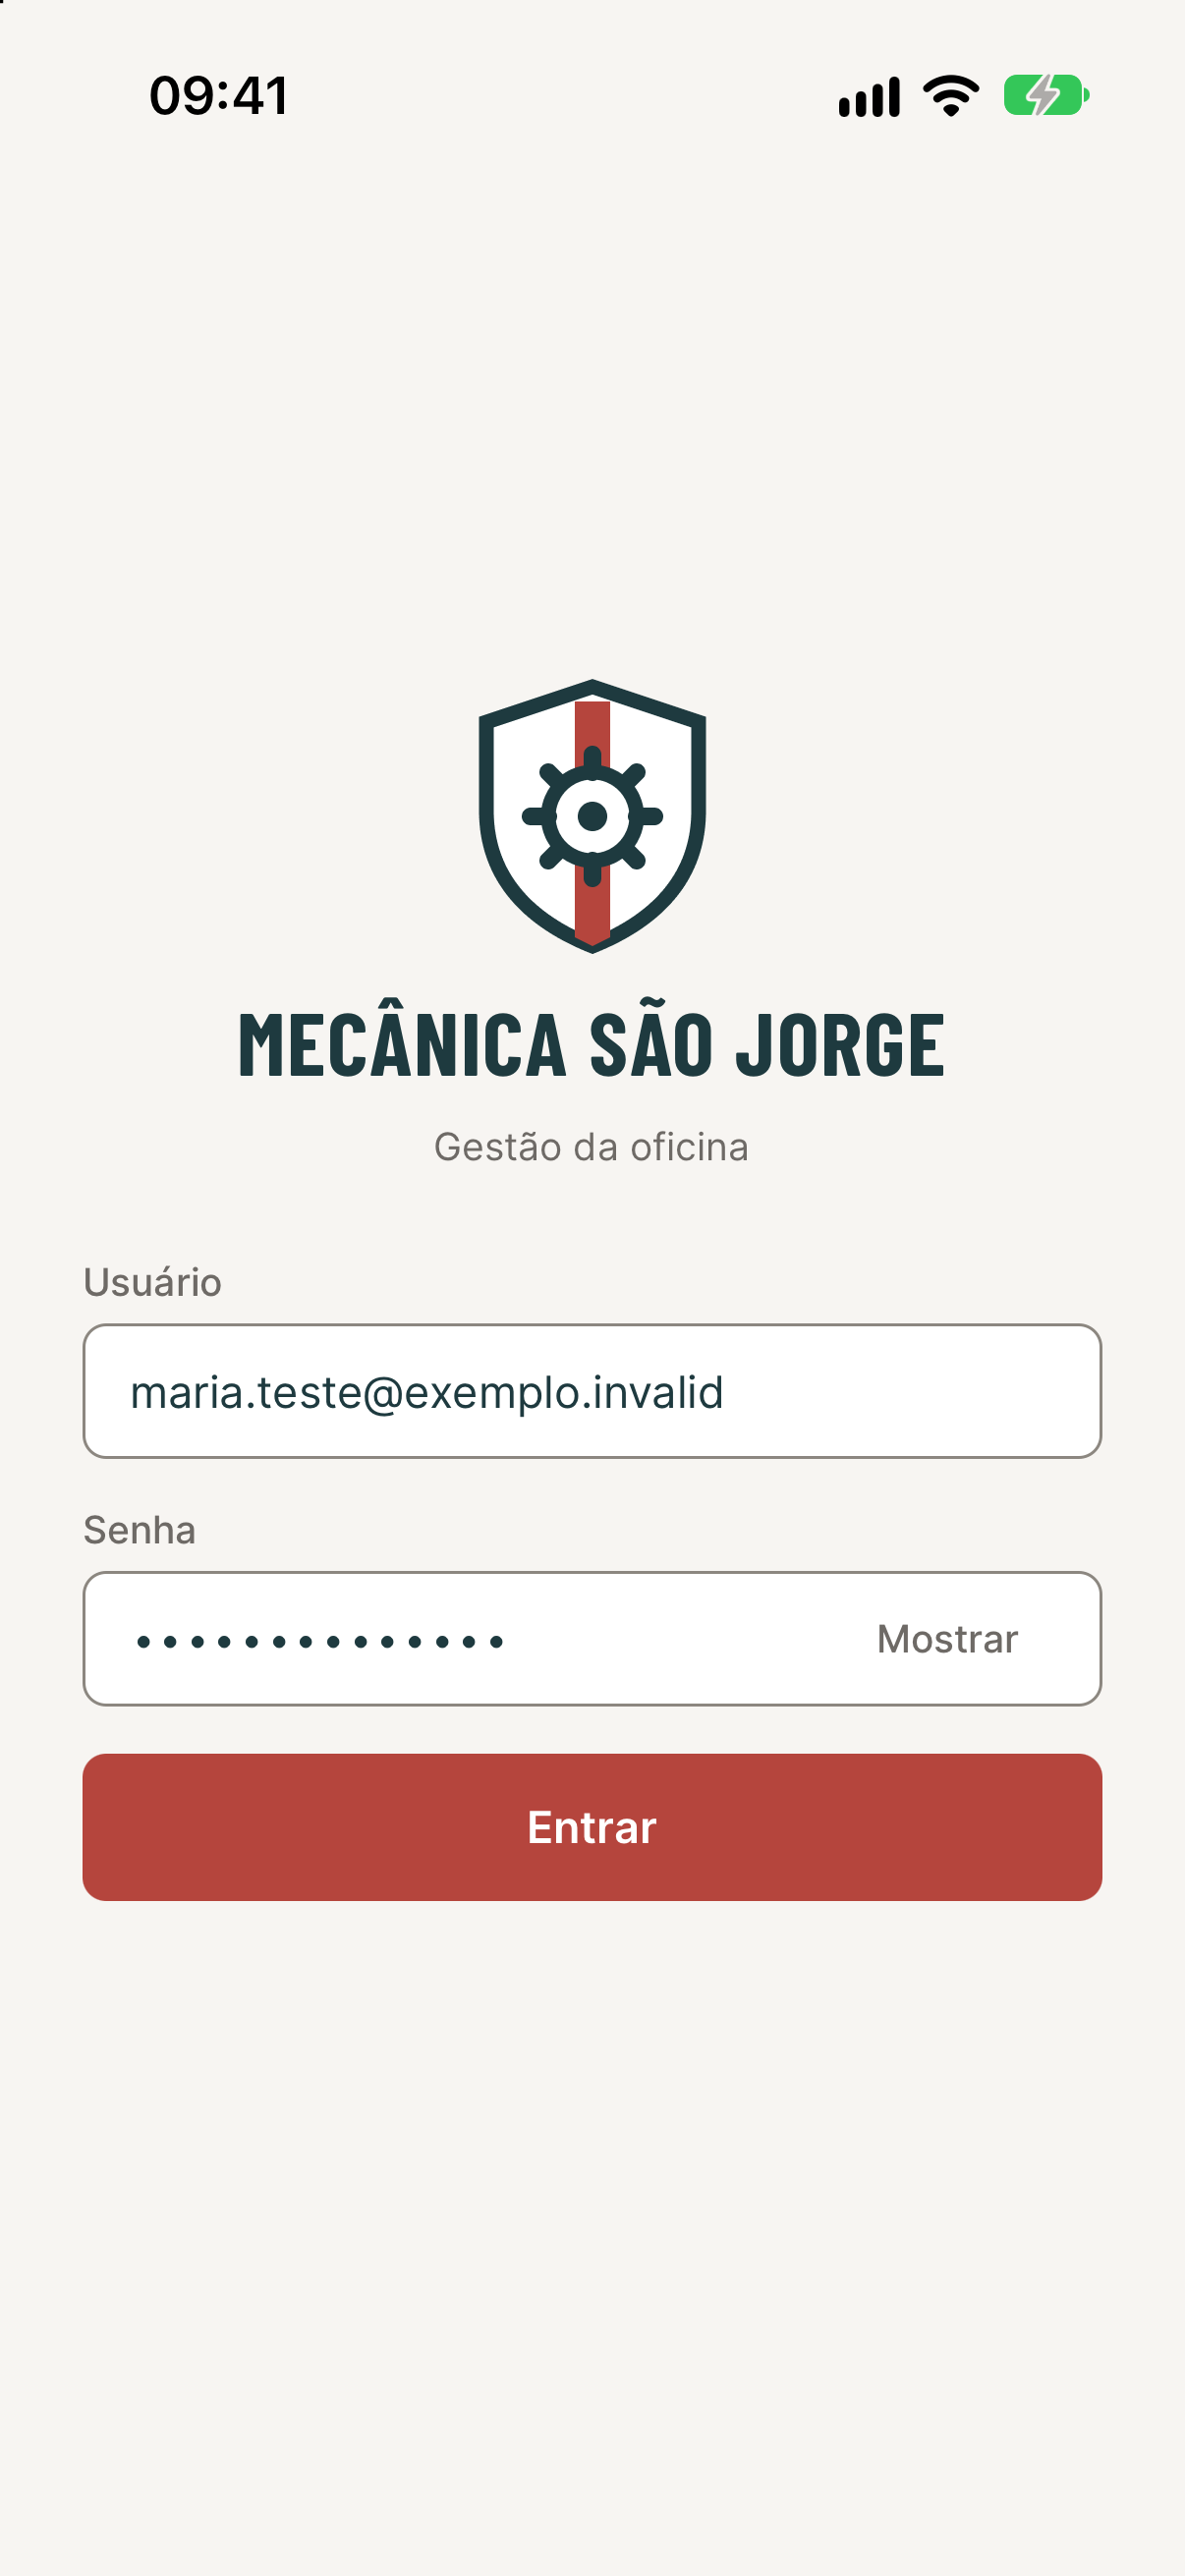 09:41
MECÂNICA SÃO JORGE
Gestão da oficina
Usuário
maria.teste@exemplo.invalid
Senha
•••••••••••••• Mostrar
Entrar